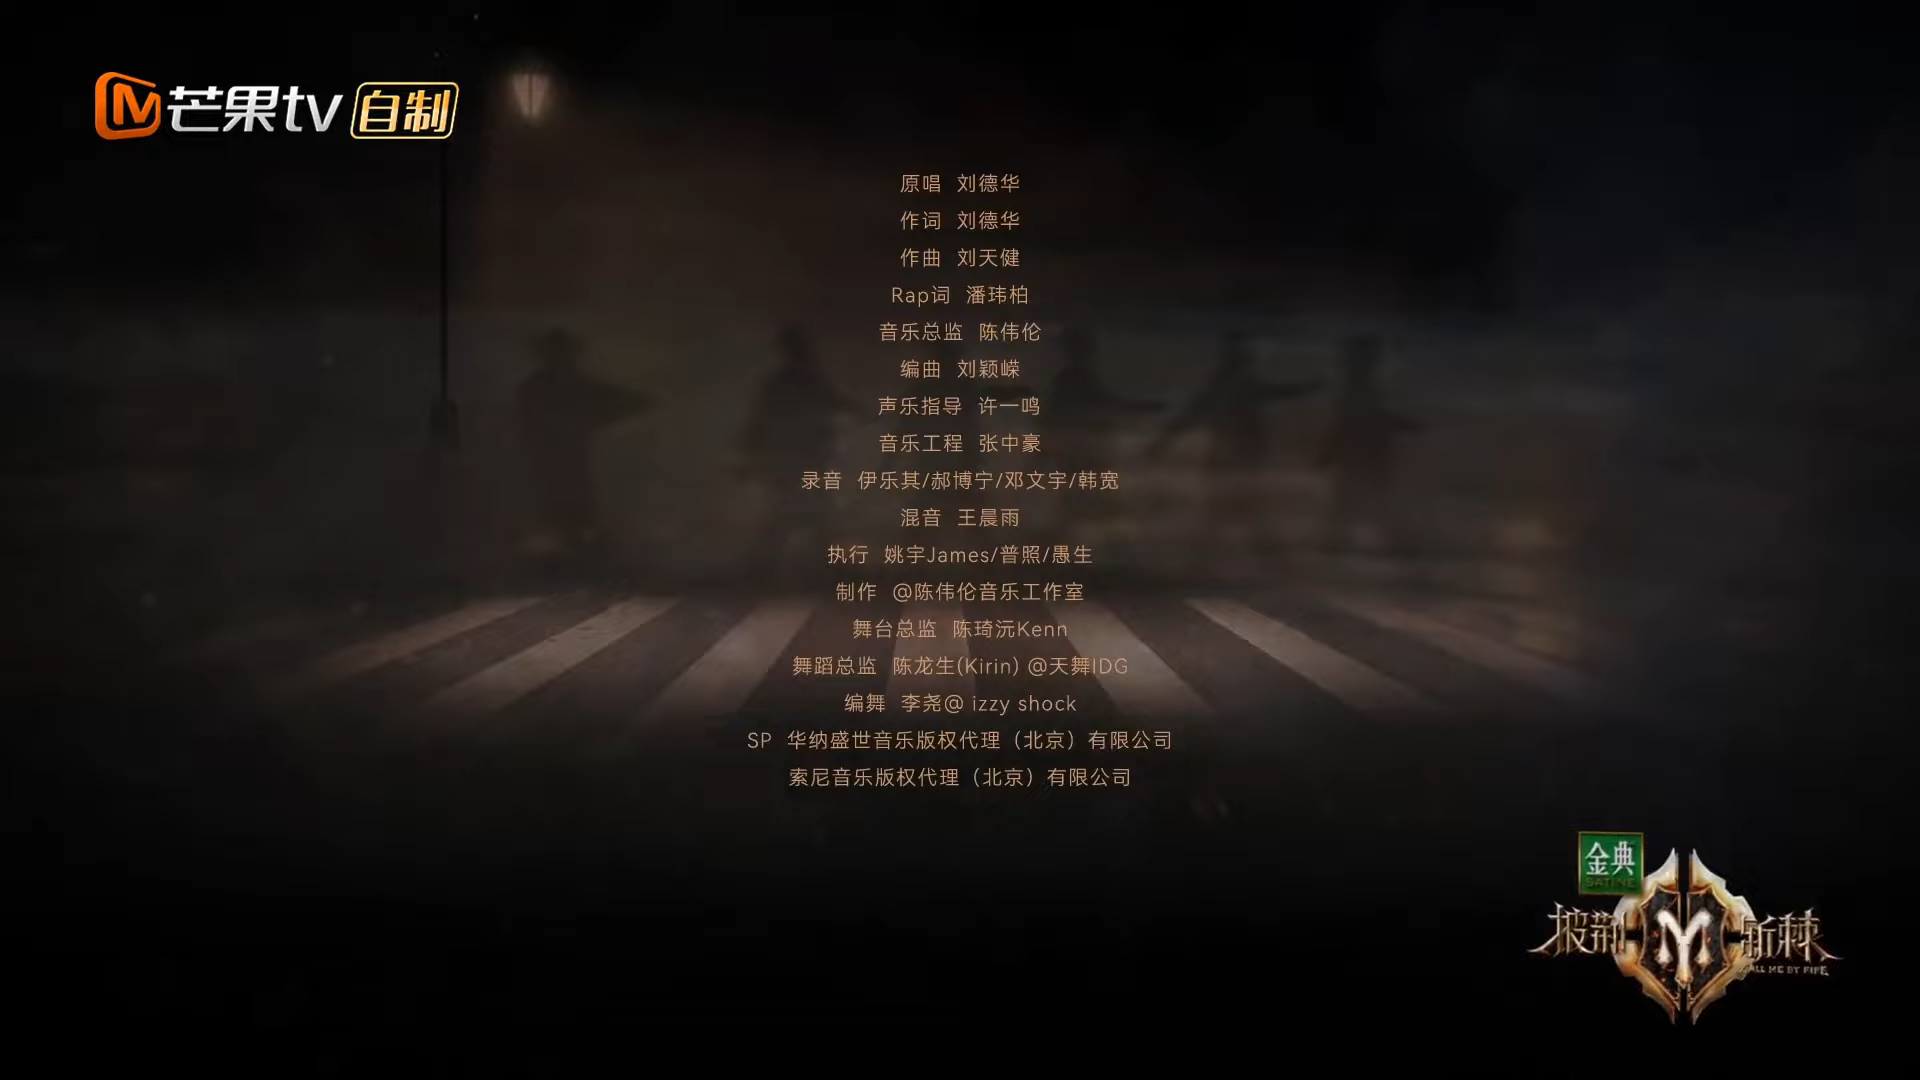 芒果tv 自制
原唱 刘德华
作词 刘德华
作曲 刘天健
Rap词 潘玮柏
音乐总监 陈伟伦
编曲 刘颖嵘
声乐指导 许一鸣
音乐工程 张中豪
录音 伊乐其/郝博宁/邓文宇/韩宽
混音 王晨雨
执行 姚宇James/普照/愚生
制作 @陈伟伦音乐工作室
舞台总监 陈琦沅Kenn
舞蹈总监 陈龙生(Kirin) @天舞IDG
编舞 李尧@ izzy shock
SP 华纳盛世音乐版权代理（北京）有限公司
索尼音乐版权代理（北京）有限公司
金典
SATINE
披荆斩棘
CALL ME BY FIRE